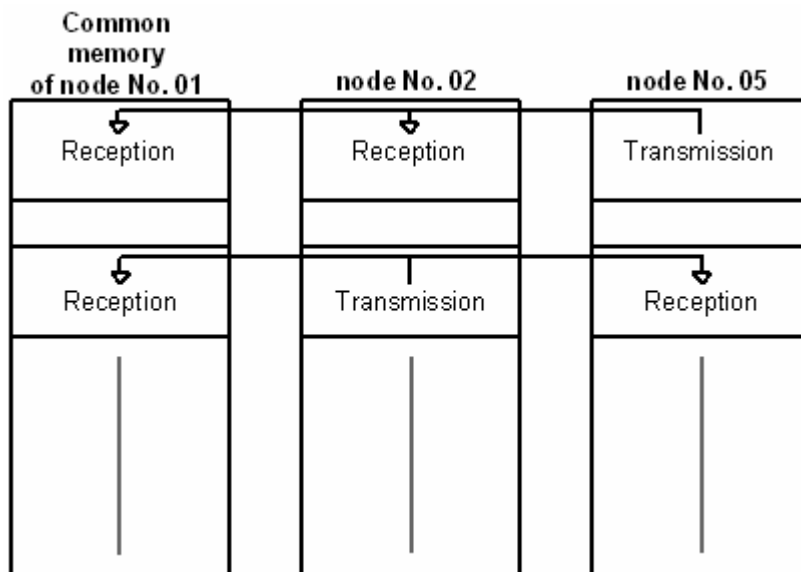 Common
memory
of node No. 01
node No. 02
node No. 05
Reception
Reception
Transmission
Reception
Transmission
Reception